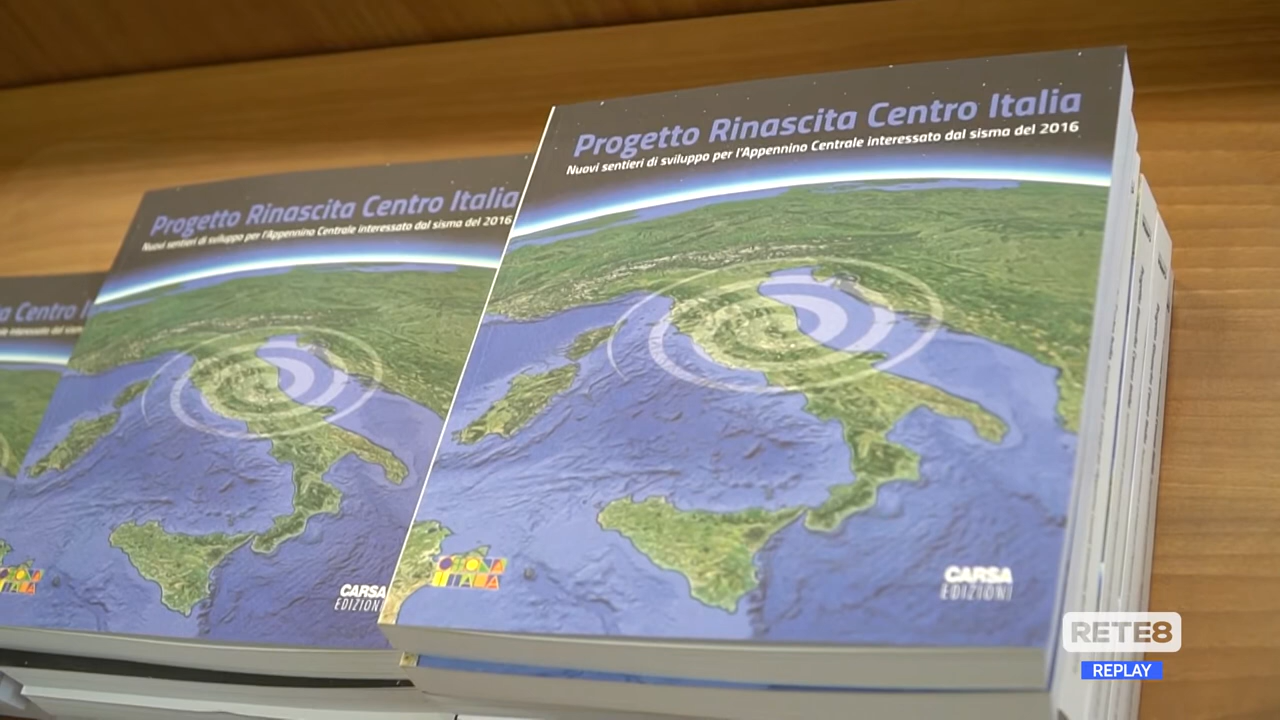 Progetto Rinascita Centro Italia
Nuovi sentieri di sviluppo per l'Appennino Centrale interessato dal sisma del 2016
CARSA
EDIZIONI
Progetto Rinascita Centro Italia
Nuovi sentieri di sviluppo per l'Appennino Centrale interessato dal sisma del 2016
CARSA
EDIZIONI
Centro
RETE8
REPLAY